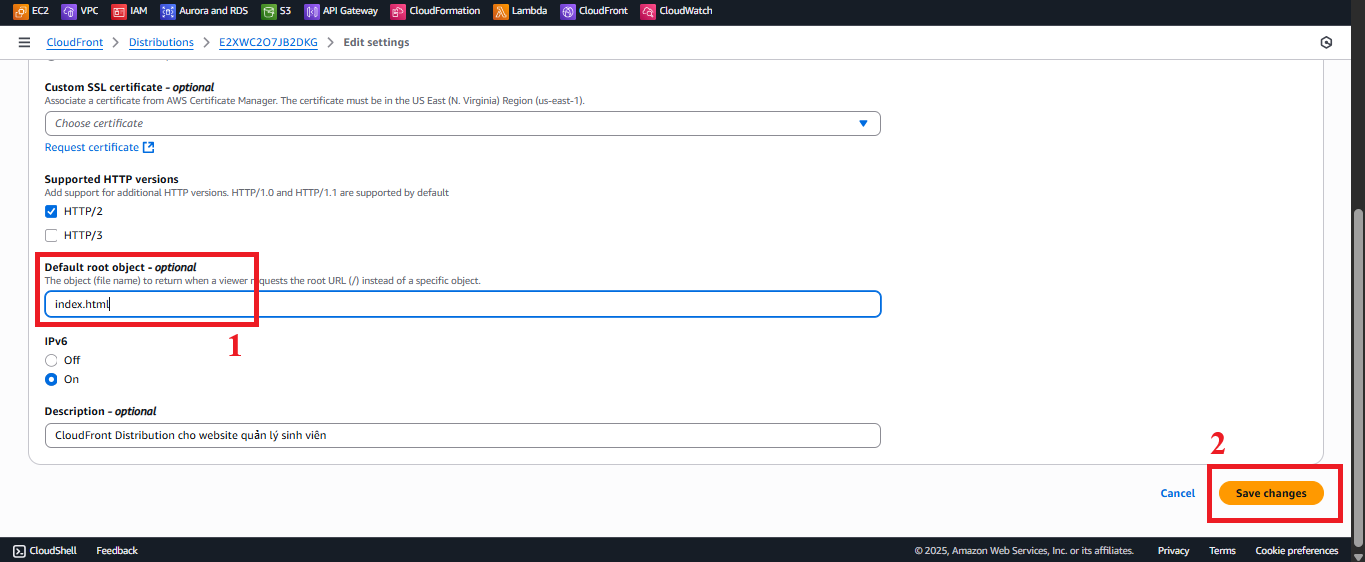 EC2 VPC IAM Aurora and RDS S3 API Gateway CloudFormation Lambda CloudFront CloudWatch
CloudFront > Distributions > E2XWC2O7JB2DKG > Edit settings
Custom SSL certificate - optional
Associate a certificate from AWS Certificate Manager. The certificate must be in the US East (N. Virginia) Region (us-east-1).
Choose certificate
Request certificate
Supported HTTP versions
Add support for additional HTTP versions. HTTP/1.0 and HTTP/1.1 are supported by default
HTTP/2
HTTP/3
Default root object - optional
The object (file name) to return when a viewer requests the root URL (/) instead of a specific object.
index.html
1
IPv6
Off
On
Description - optional
CloudFront Distribution cho website quản lý sinh viên
2
Cancel Save changes
CloudShell Feedback © 2025, Amazon Web Services, Inc. or its affiliates. Privacy Terms Cookie preferences